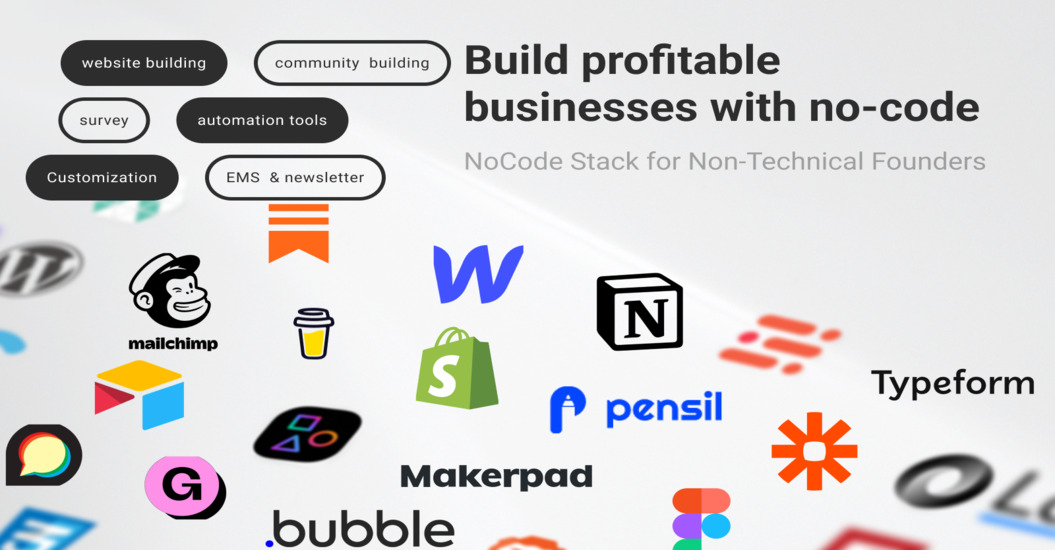 website building
community building
survey
automation tools
Customization
EMS & newsletter
Build profitable
businesses with no-code
NoCode Stack for Non-Technical Founders
W
W
mailchimp
N
S
Typeform
pensil
G
Makerpad
.bubble